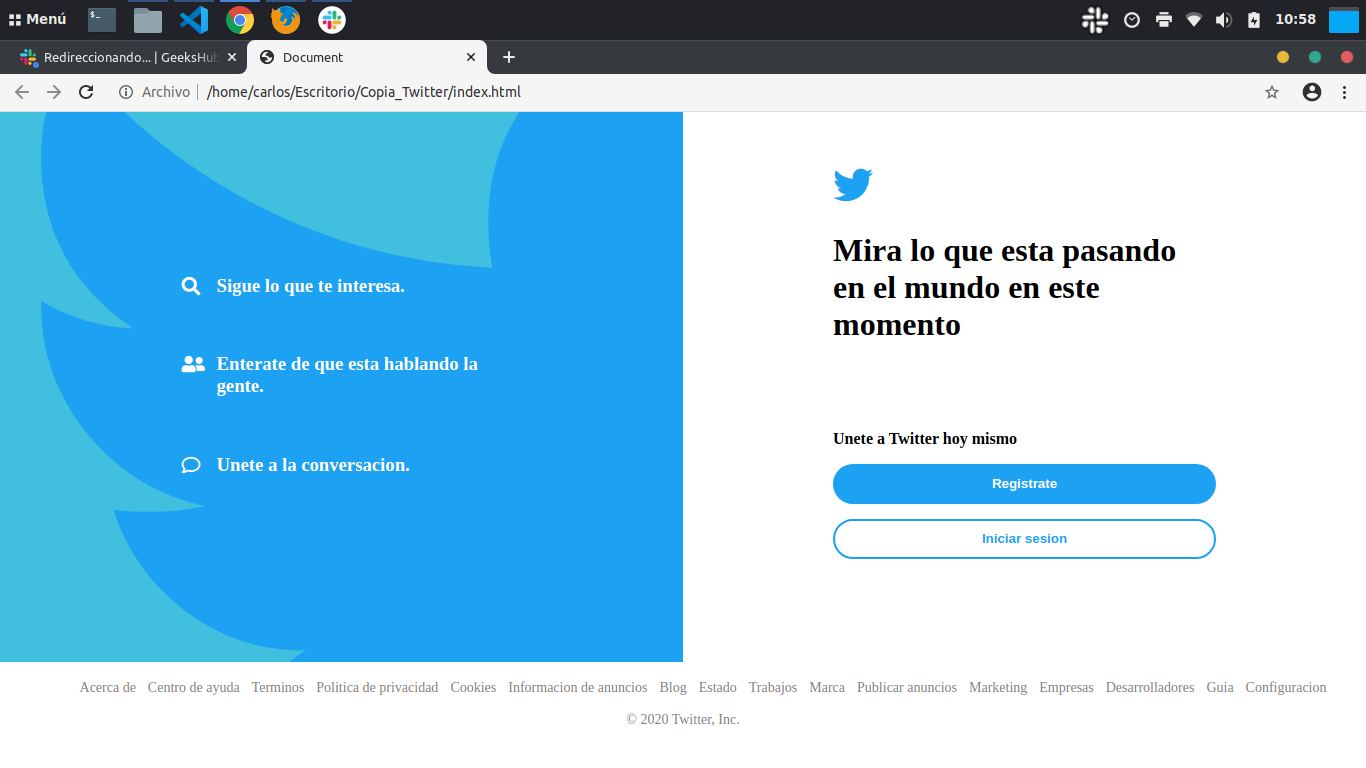 Menú
$_
10:58
Redireccionando... | GeeksHub
Document
Archivo | /home/carlos/Escritorio/Copia_Twitter/index.html
Sigue lo que te interesa.
Enterate de que esta hablando la
gente.
Unete a la conversacion.
Mira lo que esta pasando
en el mundo en este
momento
Unete a Twitter hoy mismo
Registrate
Iniciar sesion
Acerca de Centro de ayuda Terminos Politica de privacidad Cookies Informacion de anuncios Blog Estado Trabajos Marca Publicar anuncios Marketing Empresas Desarrolladores Guia Configuracion
© 2020 Twitter, Inc.